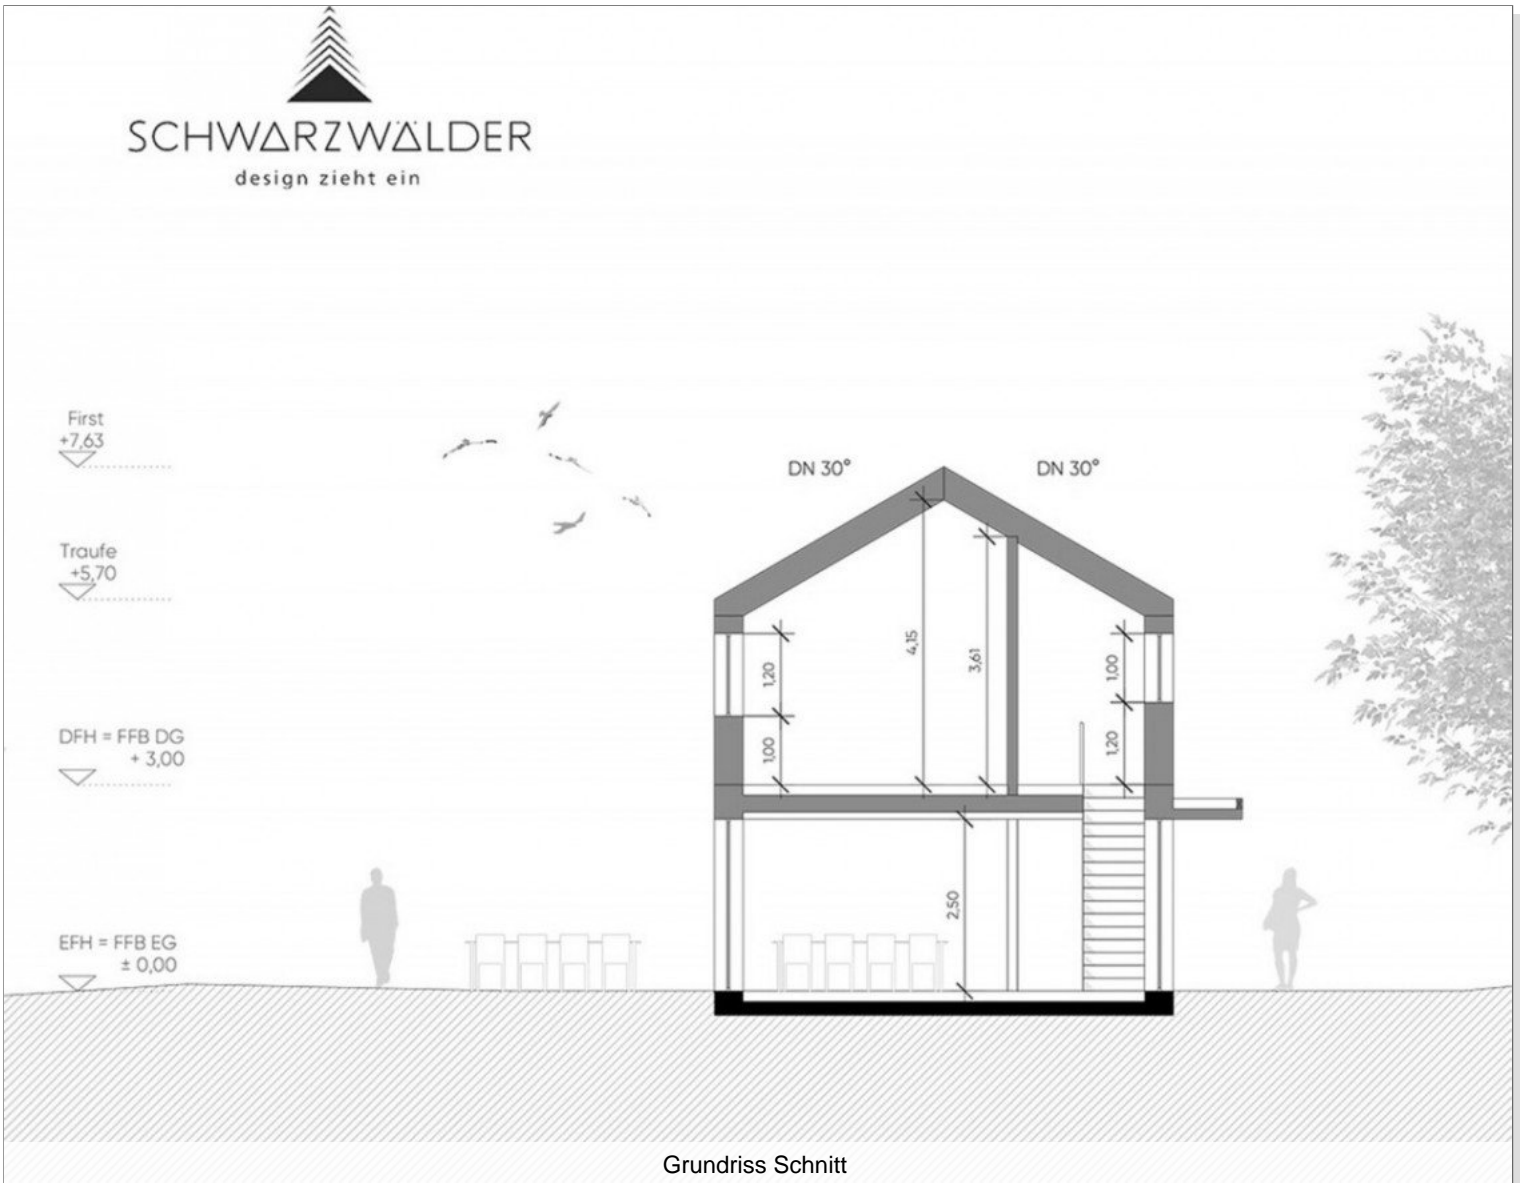 SCHWARZWÄLDER
design zieht ein
First
+7,63
DN 30°
DN 30°
Traufe
+5,70
1,20
4,15
3,61
1,00
DFH = FFB DG
+ 3,00
1,00
1,20
2,50
EFH = FFB EG
± 0,00
Grundriss Schnitt